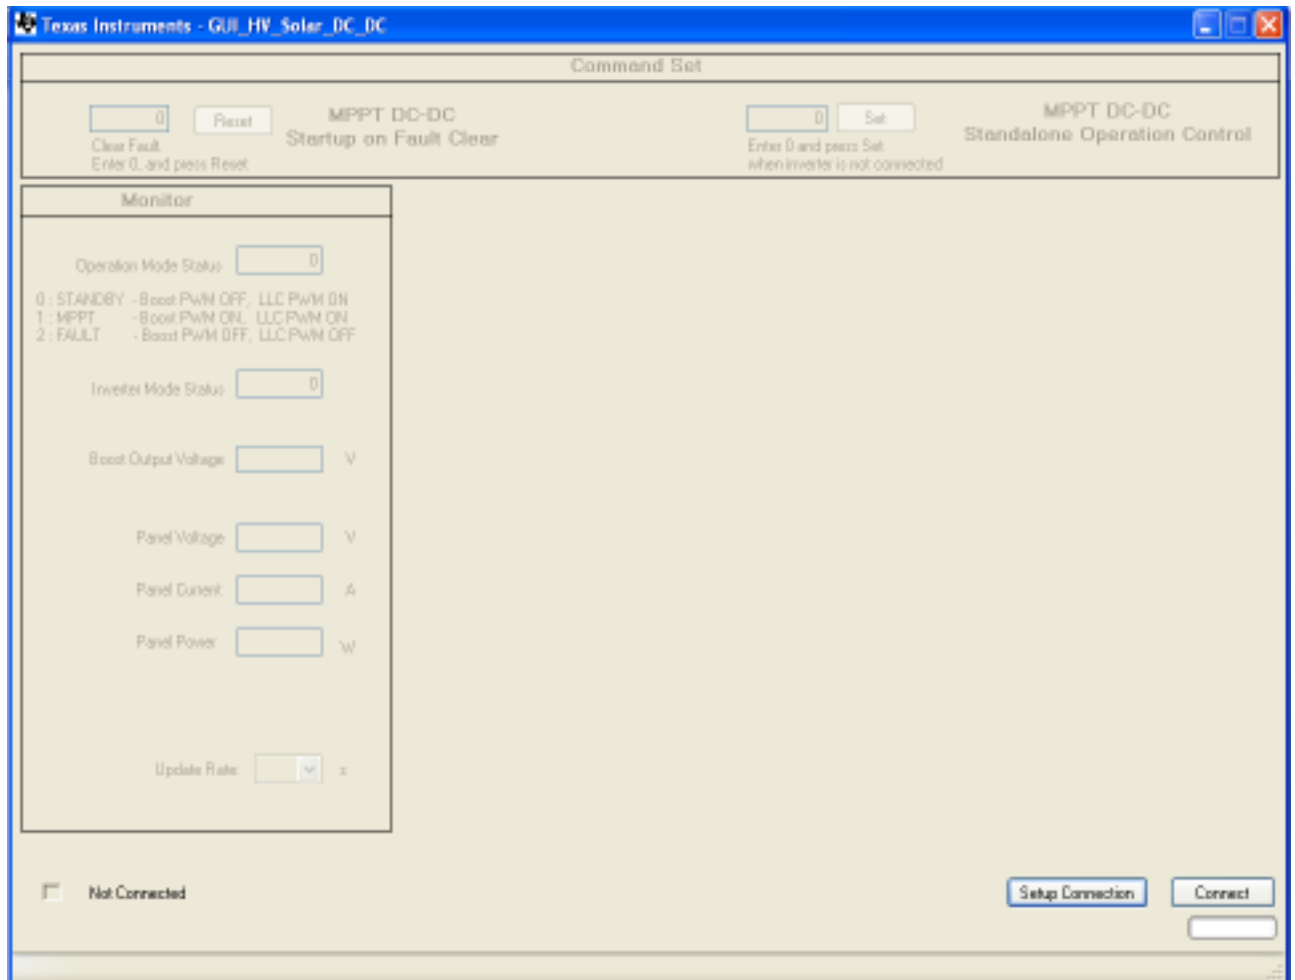 Texas Instruments - GUI_HV_Solar_DC_DC
Command Set
0 Reset MPPT DC-DC
Startup on Fault Clear
Clear Fault
Enter 0, and press Reset
0 Set MPPT DC-DC
Standalone Operation Control
Enter 0 and press Set
when inverter is not connected
Monitor
Operation Mode Status 0
0 : STANDBY - Boost PWM OFF, LLC PWM ON
1 : MPPT - Boost PWM ON, LLC PWM ON
2 : FAULT - Boost PWM OFF, LLC PWM OFF
Inverter Mode Status 0
Boost Output Voltage V
Panel Voltage V
Panel Current A
Panel Power W
Update Rate: s
Not Connected
Setup Connection Connect